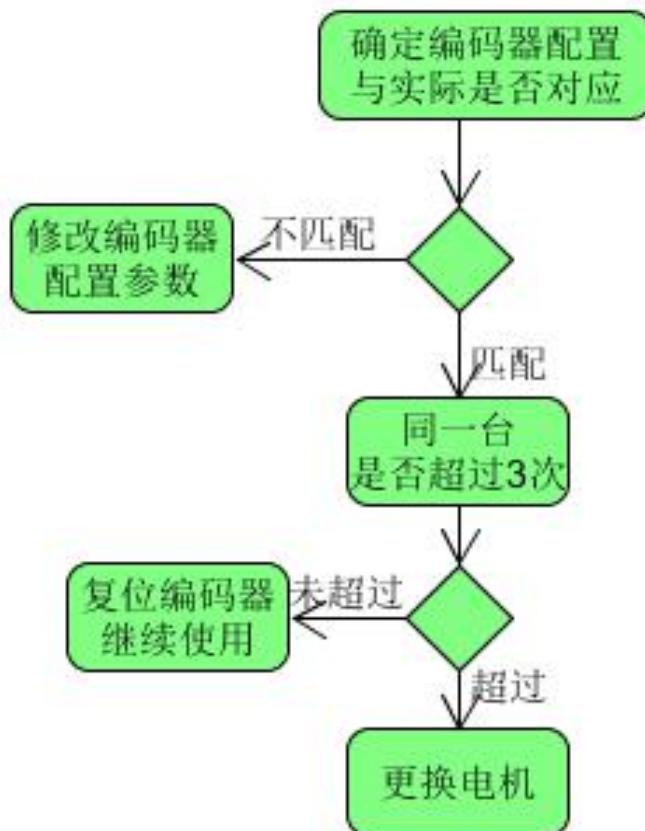 确定编码器配置
与实际是否对应
不匹配
修改编码器
配置参数
匹配
同一台
是否超过3次
未超过
复位编码器
继续使用
超过
更换电机